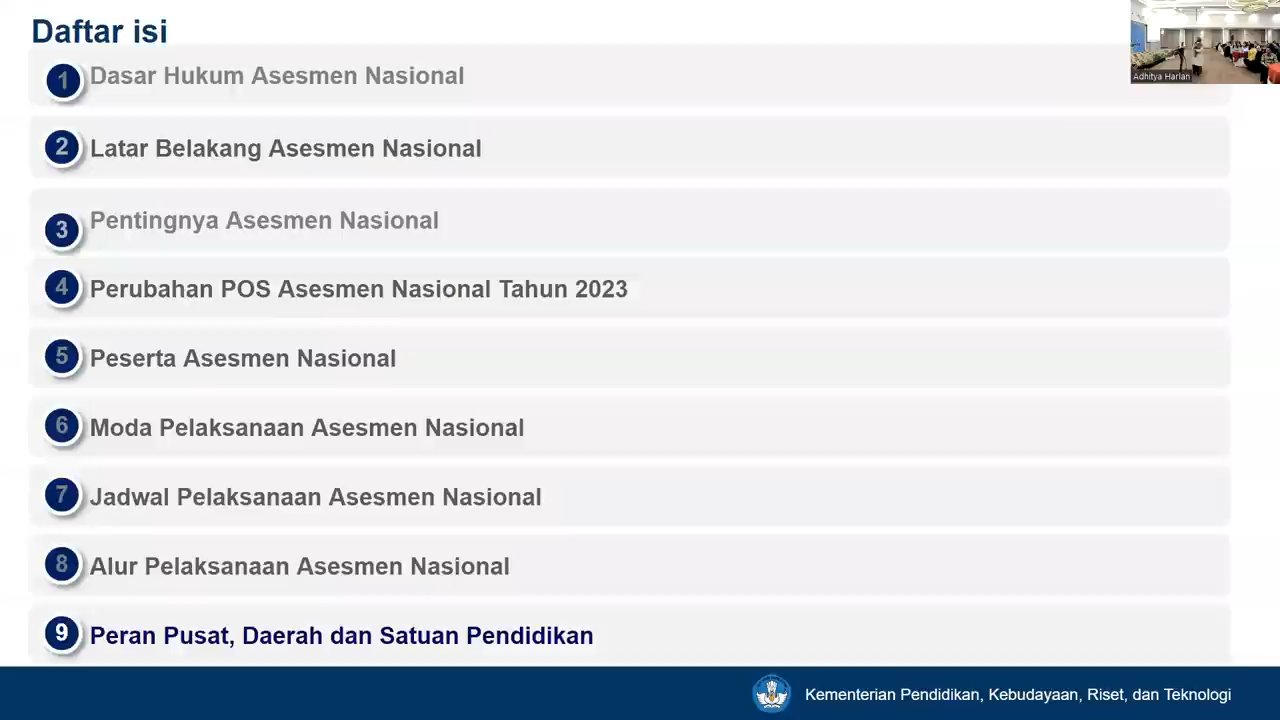 Daftar isi
1 Dasar Hukum Asesmen Nasional
2 Latar Belakang Asesmen Nasional
3 Pentingnya Asesmen Nasional
4 Perubahan POS Asesmen Nasional Tahun 2023
5 Peserta Asesmen Nasional
6 Moda Pelaksanaan Asesmen Nasional
7 Jadwal Pelaksanaan Asesmen Nasional
8 Alur Pelaksanaan Asesmen Nasional
9 Peran Pusat, Daerah dan Satuan Pendidikan
Adhitya Harlan
Kementerian Pendidikan, Kebudayaan, Riset, dan Teknologi